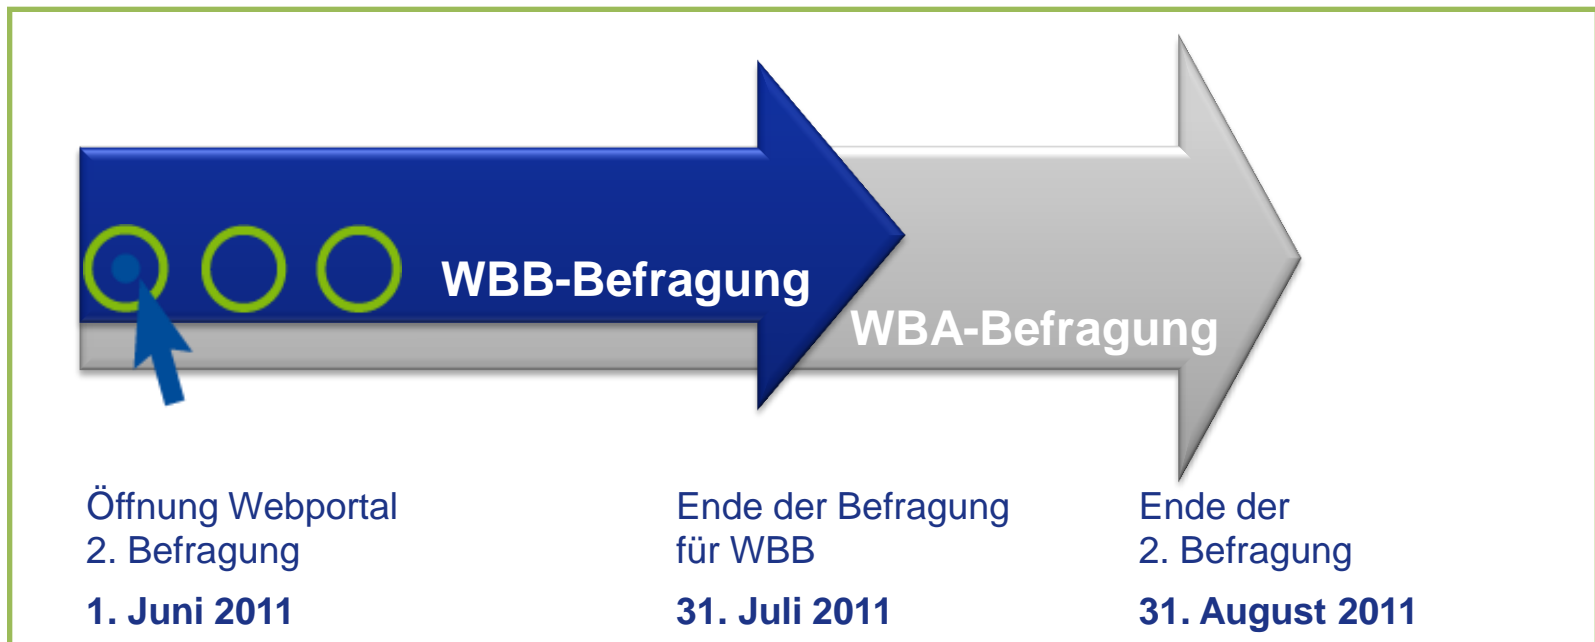 WBB-Befragung
WBA-Befragung
Öffnung Webportal
2. Befragung
1. Juni 2011
Ende der Befragung
für WBB
31. Juli 2011
Ende der
2. Befragung
31. August 2011